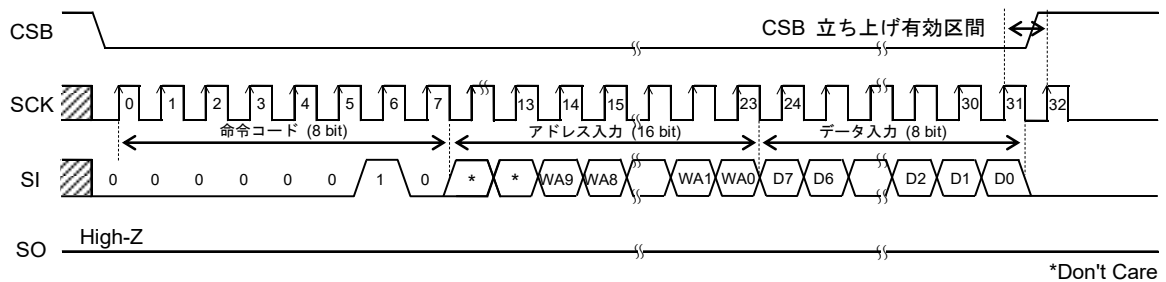 CSB
CSB 立ち上げ有効区間
SCK
0 1 2 3 4 5 6 7 13 14 15 23 24 30 31 32
命令コード (8 bit) アドレス入力 (16 bit) データ入力 (8 bit)
SI
0 0 0 0 0 0 1 0 * * WA9 WA8 WA1 WA0 D7 D6 D2 D1 D0
High-Z
SO
*Don't Care